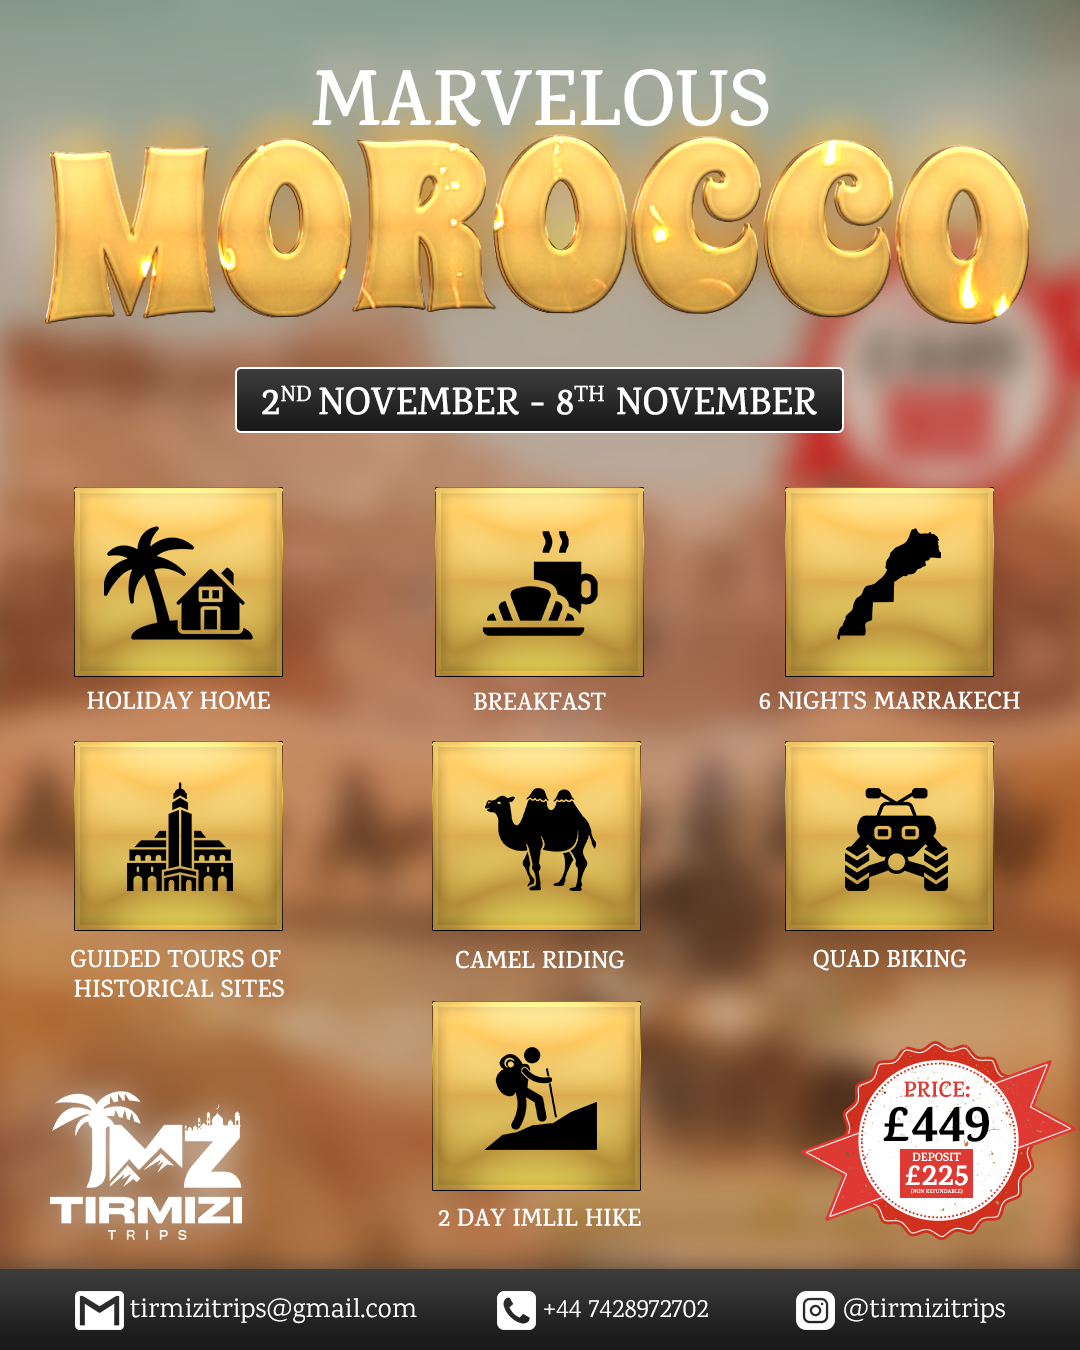 MARVELOUS
MOROCCO
2ND NOVEMBER - 8TH NOVEMBER
HOLIDAY HOME
BREAKFAST
6 NIGHTS MARRAKECH
GUIDED TOURS OF
HISTORICAL SITES
CAMEL RIDING
QUAD BIKING
2 DAY IMLIL HIKE
TMZ
TIRMIZI
TRIPS
PRICE:
£449
DEPOSIT
£225
(NON REFUNDABLE)
tirmizitrips@gmail.com
+44 7428972702
@tirmizitrips